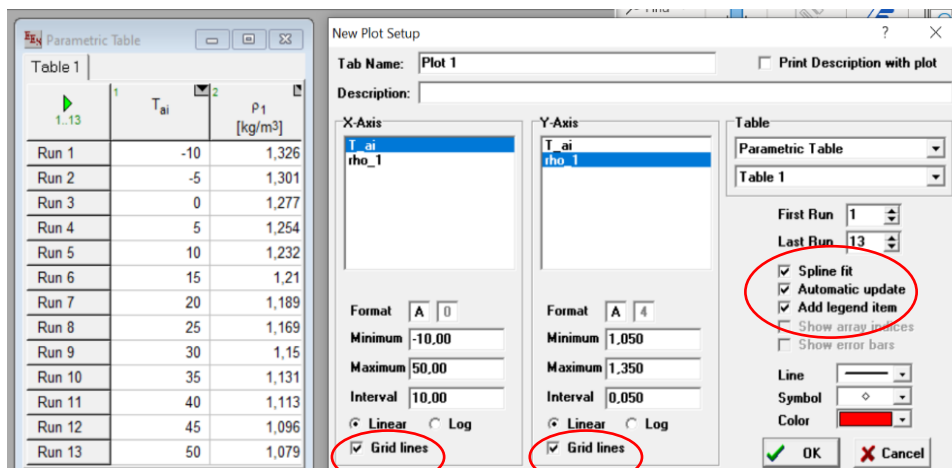 EES Parametric Table
Table 1
1..13
1 T_ai
2 ρ1 [kg/m3]
Run 1 -10 1,326
Run 2 -5 1,301
Run 3 0 1,277
Run 4 5 1,254
Run 5 10 1,232
Run 6 15 1,21
Run 7 20 1,189
Run 8 25 1,169
Run 9 30 1,15
Run 10 35 1,131
Run 11 40 1,113
Run 12 45 1,096
Run 13 50 1,079
New Plot Setup ? X
Tab Name: Plot 1 Print Description with plot
Description:
X-Axis
T_ai
rho_1
Format A 0
Minimum -10,00
Maximum 50,00
Interval 10,00
Linear Log
Grid lines
Y-Axis
T_ai
rho_1
Format A 4
Minimum 1,050
Maximum 1,350
Interval 0,050
Linear Log
Grid lines
Table
Parametric Table
Table 1
First Run 1
Last Run 13
Spline fit
Automatic update
Add legend item
Show array indices
Show error bars
Line
Symbol
Color
OK Cancel